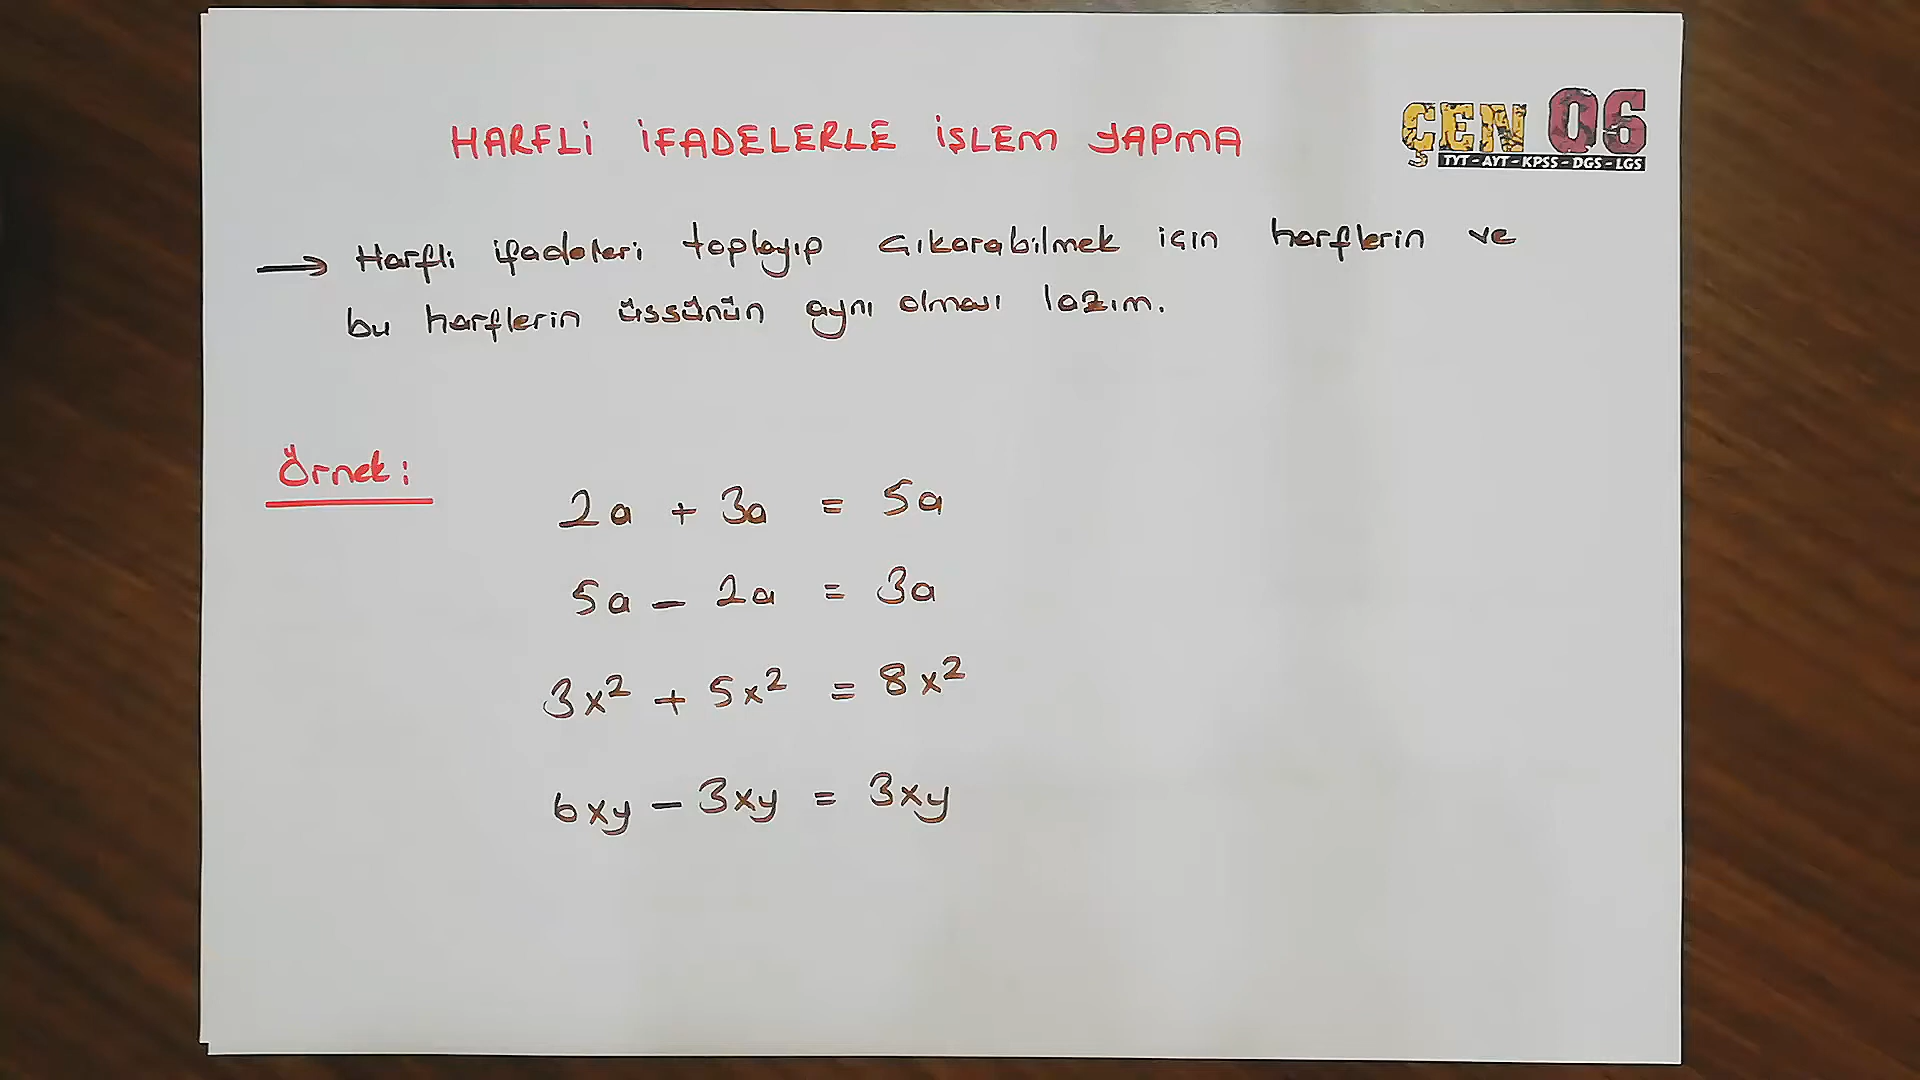 HARFLİ İFADELERLE İŞLEM YAPMA
ÇEN 06
TYT - AYT - KPSS - DGS - LGS
→ Harfli ifadeleri toplayıp çıkarabilmek için harflerin ve
bu harflerin üssünün aynı olması lazım.
Örnek:
2a + 3a = 5a
5a - 2a = 3a
3x² + 5x² = 8x²
6xy - 3xy = 3xy